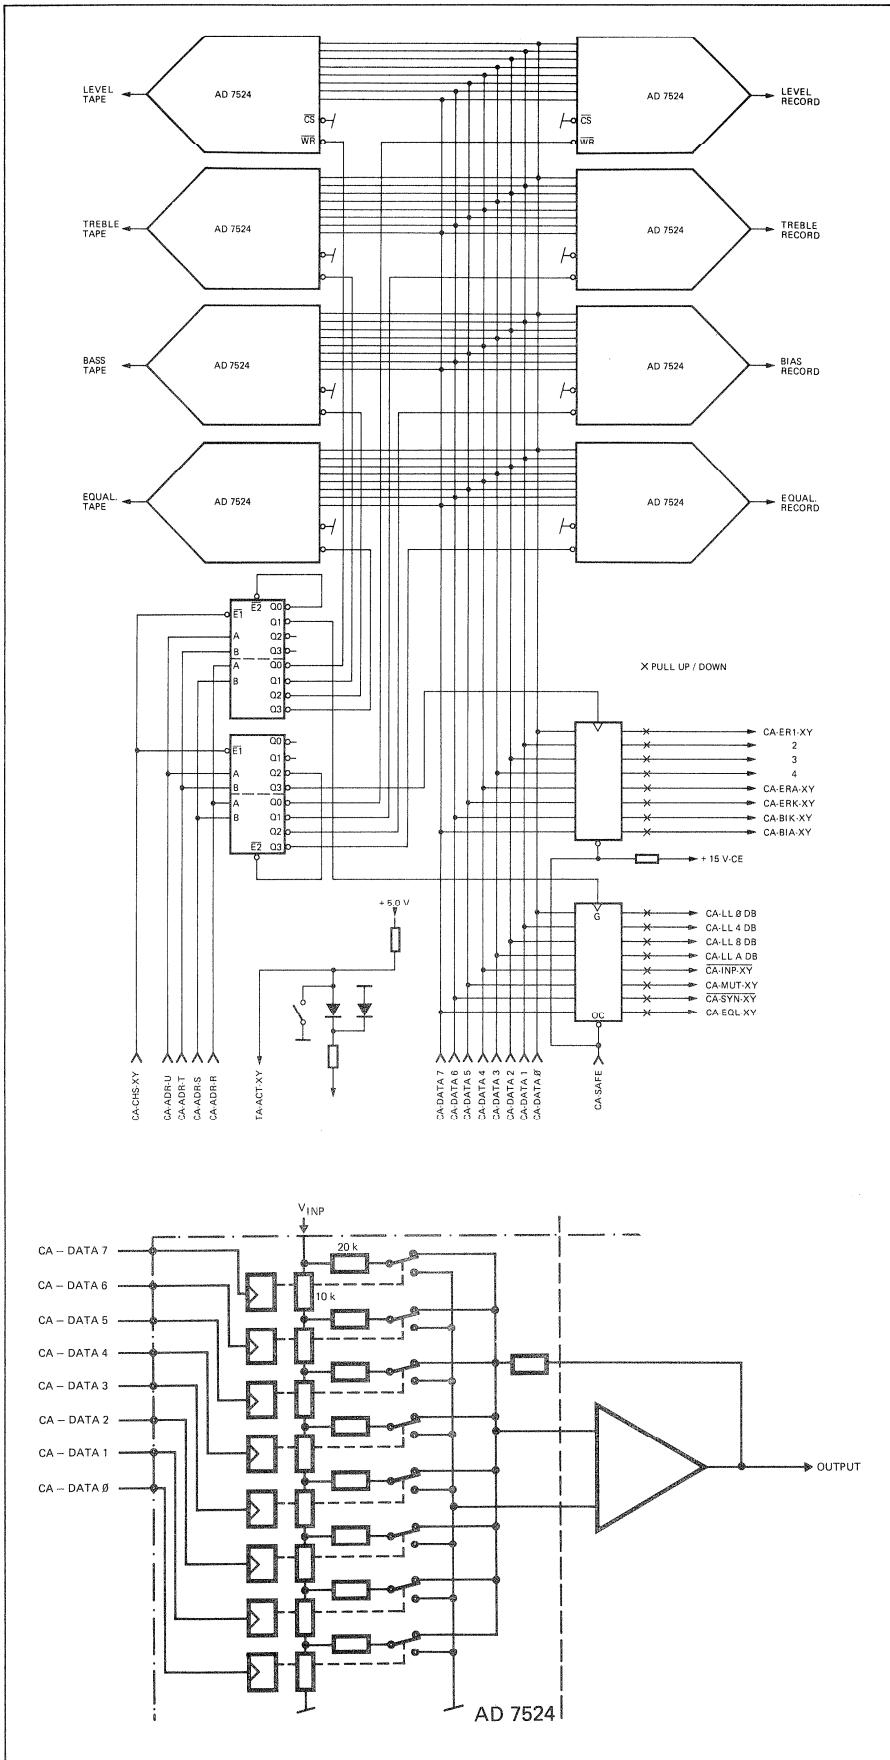 LEVEL
TAPE
AD 7524
CS
WR
AD 7524
CS
WR
LEVEL
RECORD
TREBLE
TAPE
AD 7524
AD 7524
TREBLE
RECORD
BASS
TAPE
AD 7524
AD 7524
BIAS
RECORD
EQUAL.
TAPE
AD 7524
AD 7524
EQUAL.
RECORD
E2
Q0
E1
Q1
A
Q2
B
Q3
A
Q0
B
Q1
Q2
Q3
X PULL UP / DOWN
Q0
E1
Q1
A
Q2
B
Q3
A
Q0
B
Q1
Q2
E2
Q3
CA-ER1-XY
2
3
4
CA-ERA-XY
CA-ERK-XY
CA-BIK-XY
CA-BIA-XY
+ 15 V-CE
+ 5.0 V
G
OC
CA-LL Ø DB
CA-LL 4 DB
CA-LL 8 DB
CA-LL A DB
CA-INP-XY
CA-MUT-XY
CA-SYN-XY
CA-EQL-XY
CA-CHS-XY
CA-ADR-U
CA-ADR-T
CA-ADR-S
CA-ADR-R
TA-ACT-XY
CA-DATA 7
CA-DATA 6
CA-DATA 5
CA-DATA 4
CA-DATA 3
CA-DATA 2
CA-DATA 1
CA-DATA Ø
CA-SAFE
VINP
CA – DATA 7
20 k
CA – DATA 6
10 k
CA – DATA 5
CA – DATA 4
CA – DATA 3
CA – DATA 2
CA – DATA 1
CA – DATA Ø
OUTPUT
AD 7524